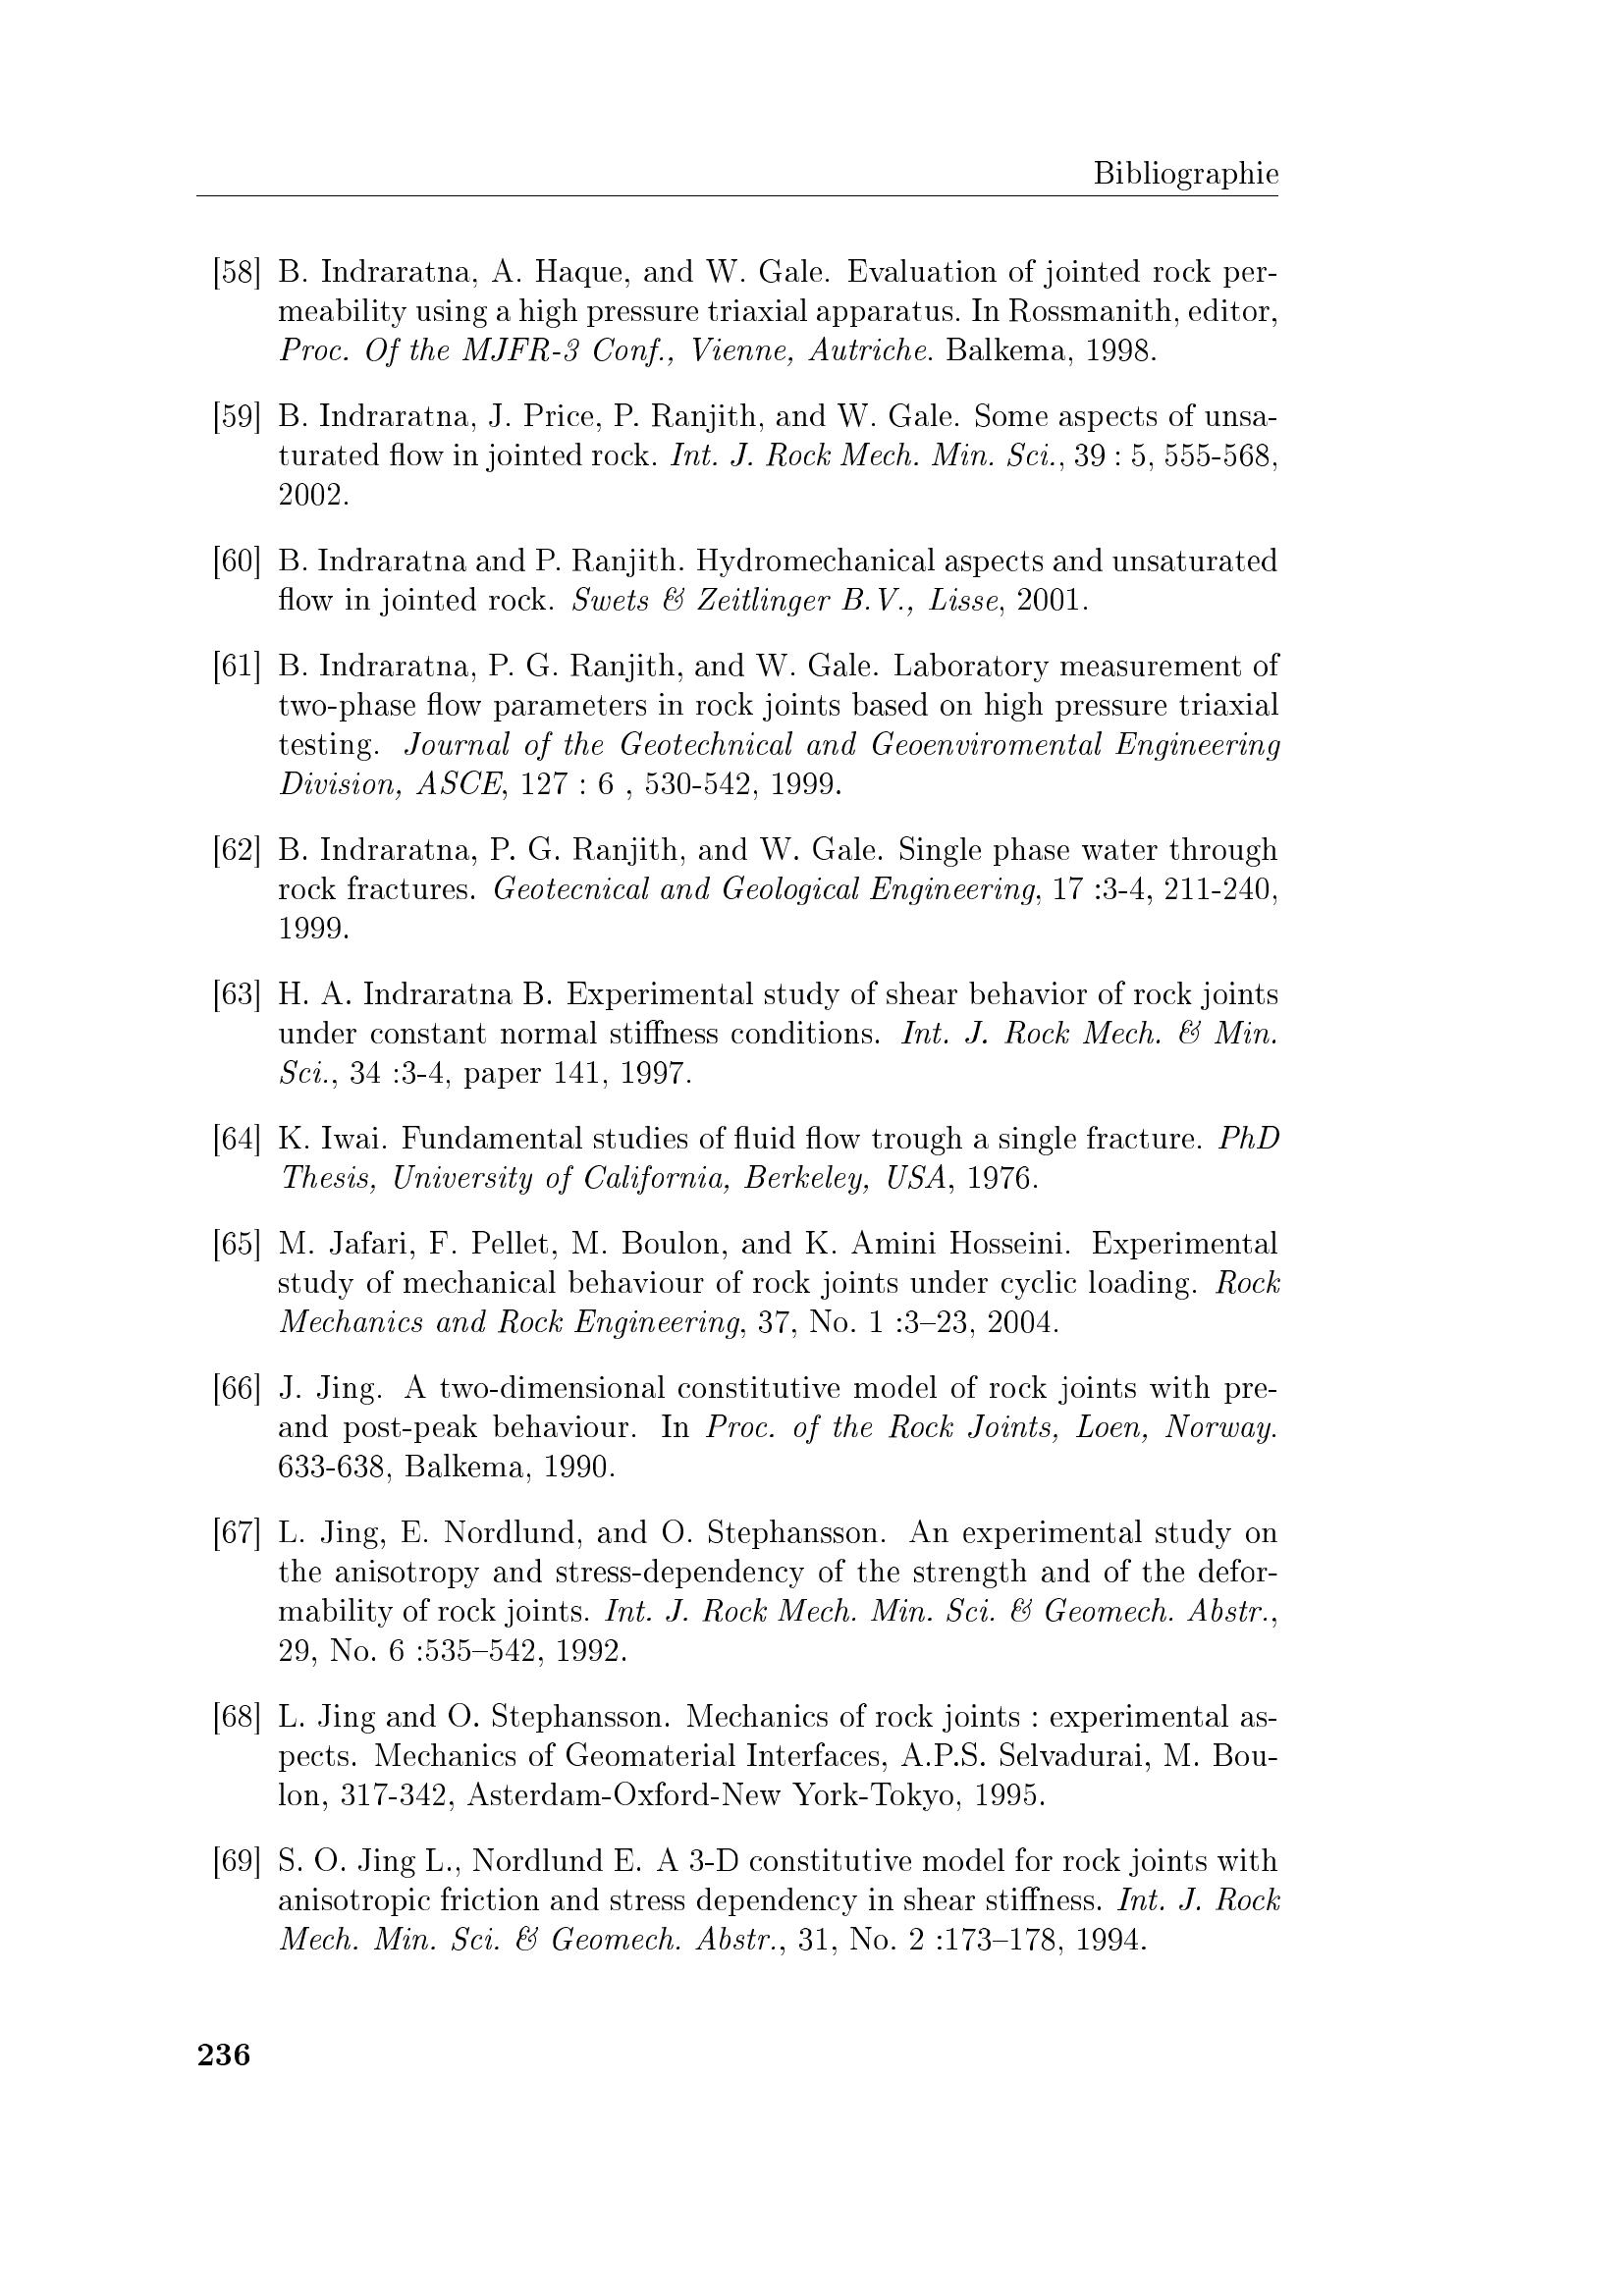 Bibliographie
[58] B. Indraratna, A. Haque, and W. Gale. Evaluation of jointed rock per-
meability using a high pressure triaxial apparatus. In Rossmanith, editor,
Proc. Of the MJFR-3 Conf., Vienne, Autriche. Balkema, 1998.
[59] B. Indraratna, J. Price, P. Ranjith, and W. Gale. Some aspects of unsa-
turated flow in jointed rock. Int. J. Rock Mech. Min. Sci., 39 : 5, 555-568,
2002.
[60] B. Indraratna and P. Ranjith. Hydromechanical aspects and unsaturated
flow in jointed rock. Swets & Zeitlinger B.V., Lisse, 2001.
[61] B. Indraratna, P. G. Ranjith, and W. Gale. Laboratory measurement of
two-phase flow parameters in rock joints based on high pressure triaxial
testing. Journal of the Geotechnical and Geoenviromental Engineering
Division, ASCE, 127 : 6 , 530-542, 1999.
[62] B. Indraratna, P. G. Ranjith, and W. Gale. Single phase water through
rock fractures. Geotecnical and Geological Engineering, 17 :3-4, 211-240,
1999.
[63] H. A. Indraratna B. Experimental study of shear behavior of rock joints
under constant normal stiffness conditions. Int. J. Rock Mech. & Min.
Sci., 34 :3-4, paper 141, 1997.
[64] K. Iwai. Fundamental studies of fluid flow trough a single fracture. PhD
Thesis, University of California, Berkeley, USA, 1976.
[65] M. Jafari, F. Pellet, M. Boulon, and K. Amini Hosseini. Experimental
study of mechanical behaviour of rock joints under cyclic loading. Rock
Mechanics and Rock Engineering, 37, No. 1 :3–23, 2004.
[66] J. Jing. A two-dimensional constitutive model of rock joints with pre-
and post-peak behaviour. In Proc. of the Rock Joints, Loen, Norway.
633-638, Balkema, 1990.
[67] L. Jing, E. Nordlund, and O. Stephansson. An experimental study on
the anisotropy and stress-dependency of the strength and of the defor-
mability of rock joints. Int. J. Rock Mech. Min. Sci. & Geomech. Abstr.,
29, No. 6 :535–542, 1992.
[68] L. Jing and O. Stephansson. Mechanics of rock joints : experimental as-
pects. Mechanics of Geomaterial Interfaces, A.P.S. Selvadurai, M. Bou-
lon, 317-342, Asterdam-Oxford-New York-Tokyo, 1995.
[69] S. O. Jing L., Nordlund E. A 3-D constitutive model for rock joints with
anisotropic friction and stress dependency in shear stiffness. Int. J. Rock
Mech. Min. Sci. & Geomech. Abstr., 31, No. 2 :173–178, 1994.
236